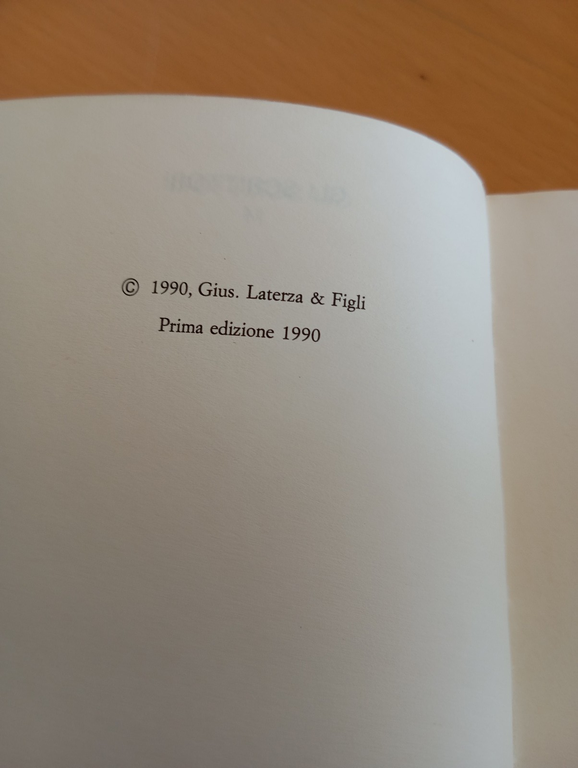 © 1990, Gius. Laterza & Figli
Prima edizione 1990